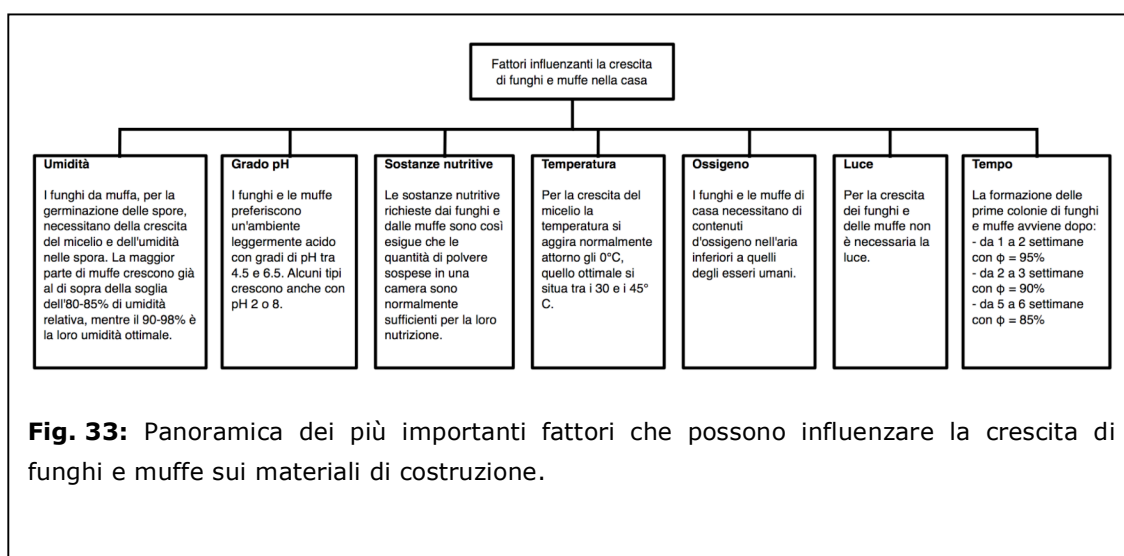 Fattori influenzanti la crescita
di funghi e muffe nella casa
Umidità
I funghi da muffa, per la
germinazione delle spore,
necessitano della crescita
del micelio e dell'umidità
nelle spora. La maggior
parte di muffe crescono già
al di sopra della soglia
dell'80-85% di umidità
relativa, mentre il 90-98% è
la loro umidità ottimale.
Grado pH
I funghi e le muffe
preferiscono
un'ambiente
leggermente acido
con gradi di pH tra
4.5 e 6.5. Alcuni tipi
crescono anche con
pH 2 o 8.
Sostanze nutritive
Le sostanze nutritive
richieste dai funghi e
dalle muffe sono così
esigue che le
quantità di polvere
sospese in una
camera sono
normalmente
sufficienti per la loro
nutrizione.
Temperatura
Per la crescita del
micelio la
temperatura si
aggira normalmente
attorno gli 0°C,
quello ottimale si
situa tra i 30 e i 45°
C.
Ossigeno
I funghi e le muffe di
casa necessitano di
contenuti
d'ossigeno nell'aria
inferiori a quelli
degli esseri umani.
Luce
Per la crescita
dei funghi e
delle muffe non
è necessaria la
luce.
Tempo
La formazione delle
prime colonie di funghi
e muffe avviene dopo:
- da 1 a 2 settimane
con ϕ = 95%
- da 2 a 3 settimane
con ϕ = 90%
- da 5 a 6 settimane
con ϕ = 85%
Fig. 33: Panoramica dei più importanti fattori che possono influenzare la crescita di
funghi e muffe sui materiali di costruzione.